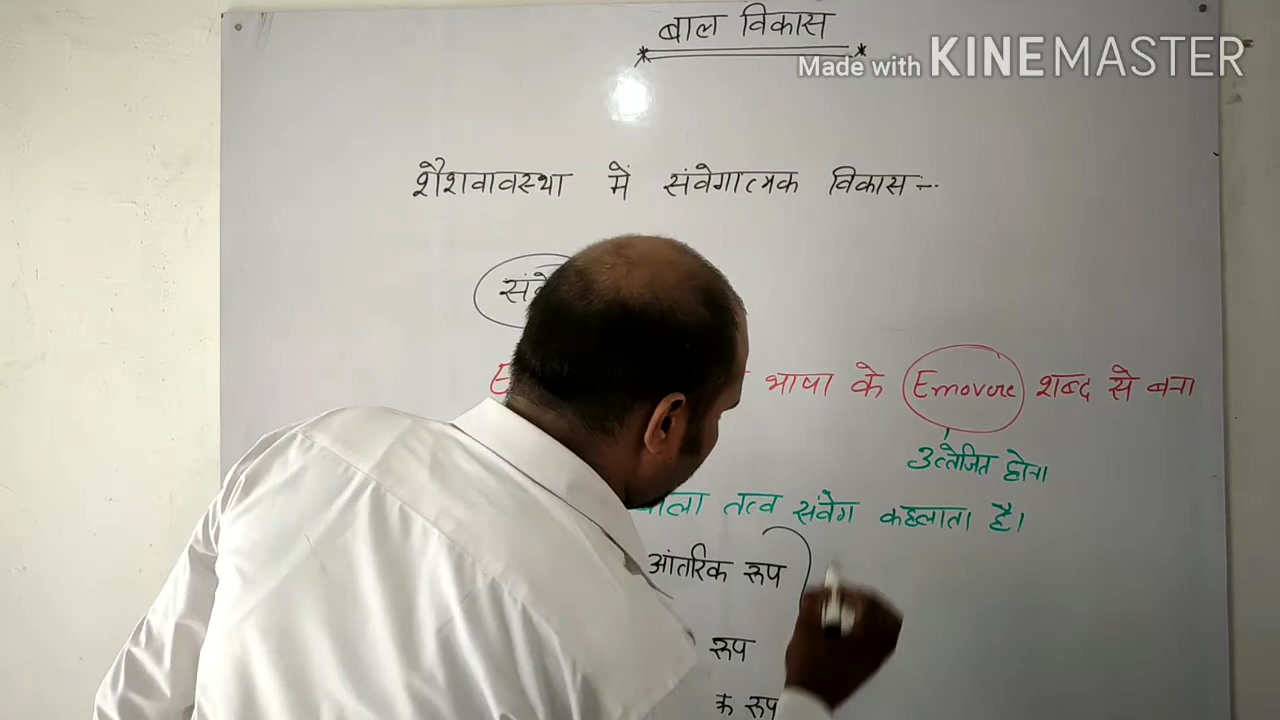 बाल विकास
Made with KINEMASTER
शैशवावस्था में संवेगात्मक विकास -
भाषा के Emovere शब्द से बना
उत्तेजित होना
वाला तत्व संवेग कहलाता है।
आंतरिक रूप
रूप
रूप